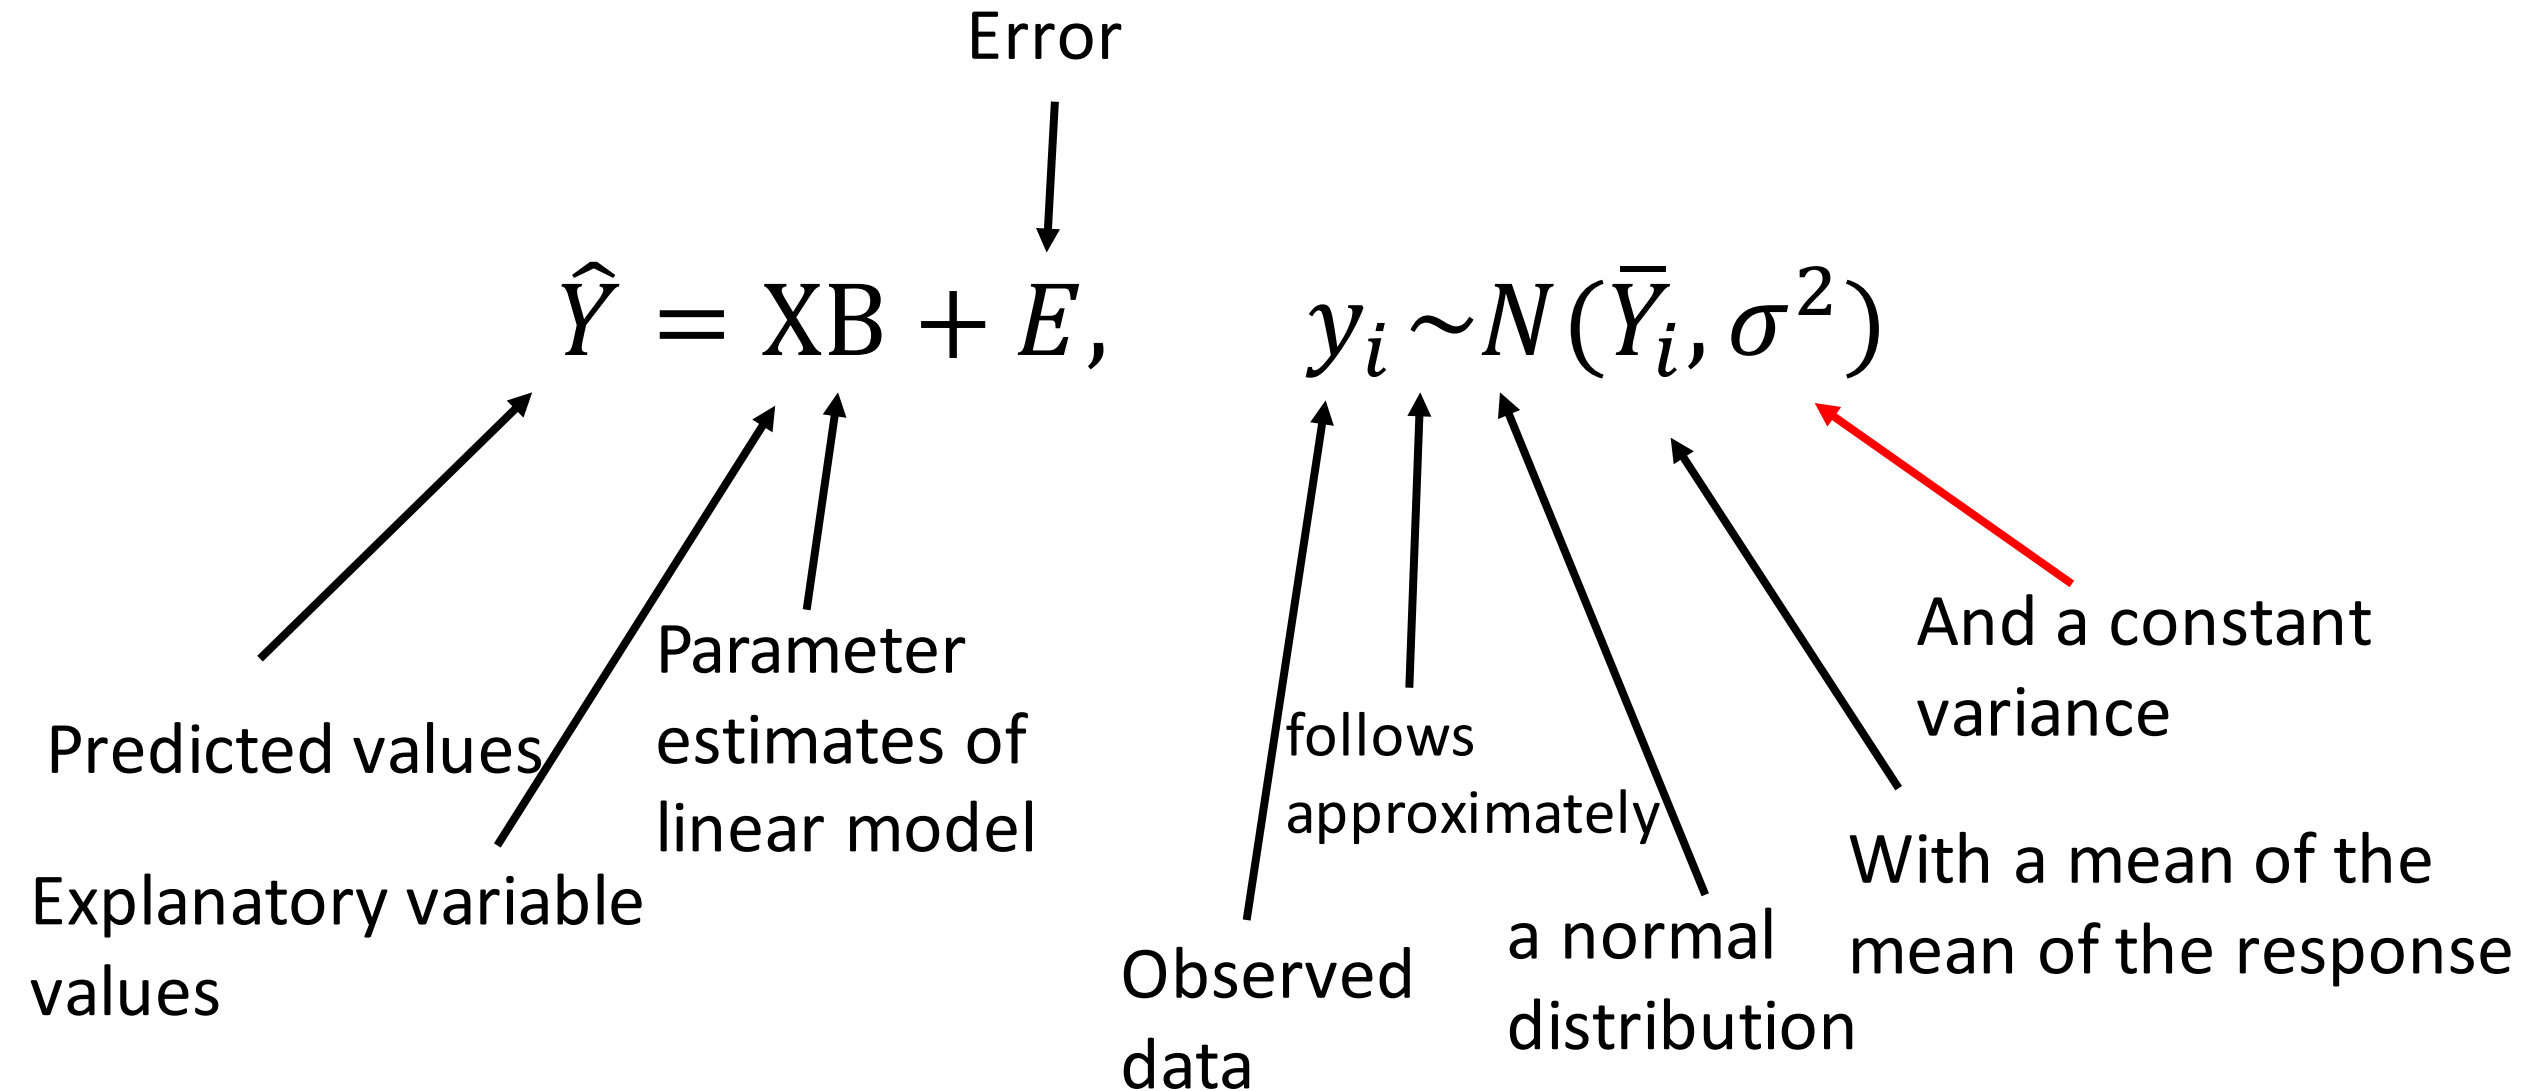 Error
Ŷ = XB + E, yᵢ ~N(Y̅ᵢ, σ²)
Predicted values
Explanatory variable
values
Parameter
estimates of
linear model
Observed
data
follows
approximately
a normal
distribution
With a mean of the
mean of the response
And a constant
variance